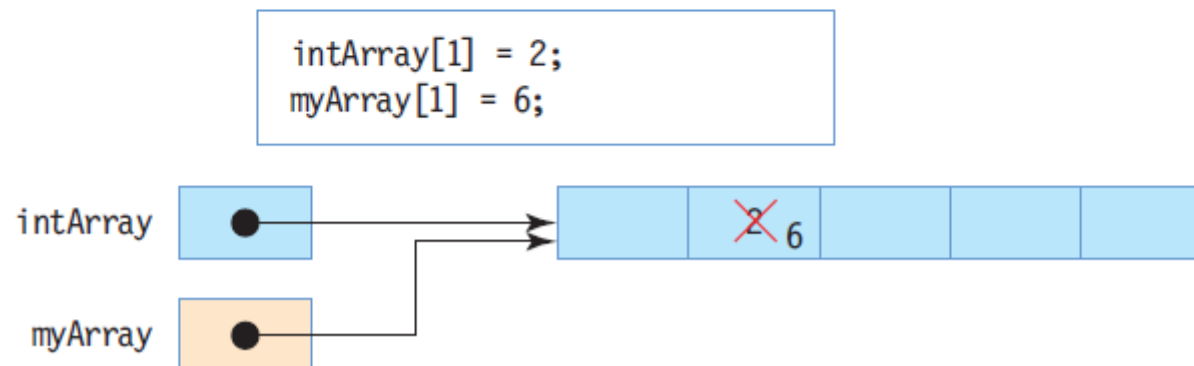 intArray[1] = 2;
myArray[1] = 6;
intArray
2 6
myArray